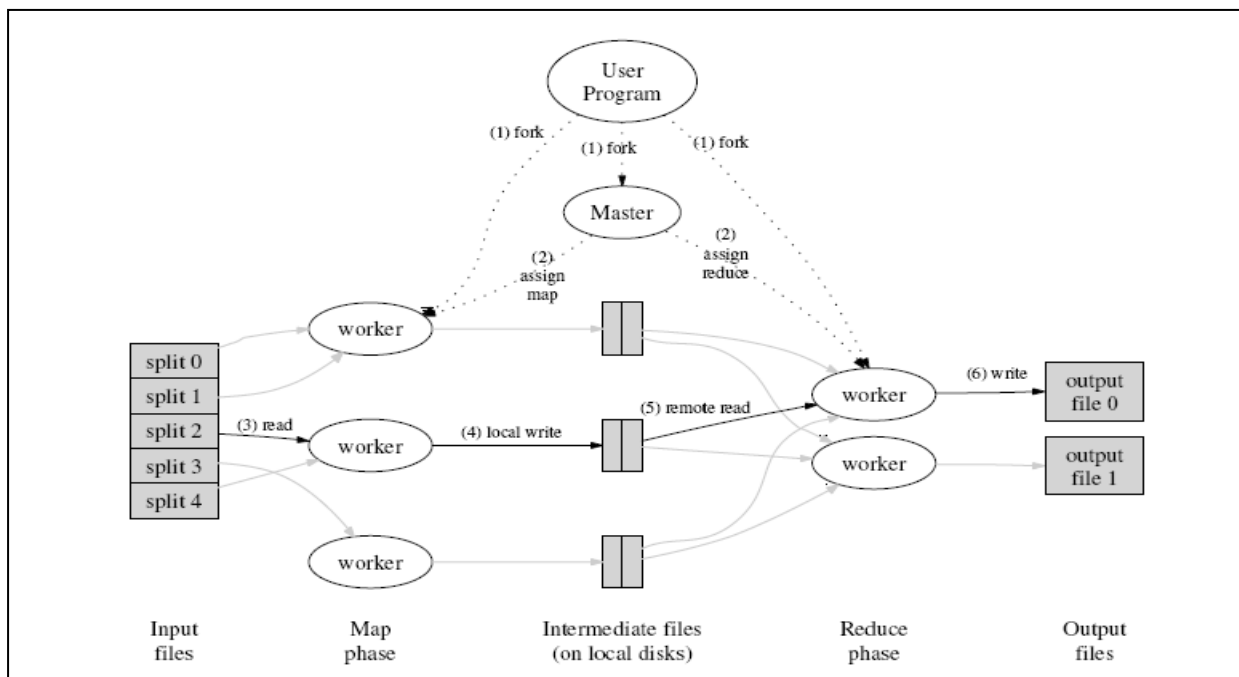 User
Program
(1) fork
(1) fork
(1) fork
Master
(2)
assign
map
(2)
assign
reduce
worker
split 0
split 1
split 2
split 3
split 4
(3) read
worker
(4) local write
(5) remote read
worker
(6) write
output
file 0
worker
output
file 1
worker
Input
files
Map
phase
Intermediate files
(on local disks)
Reduce
phase
Output
files